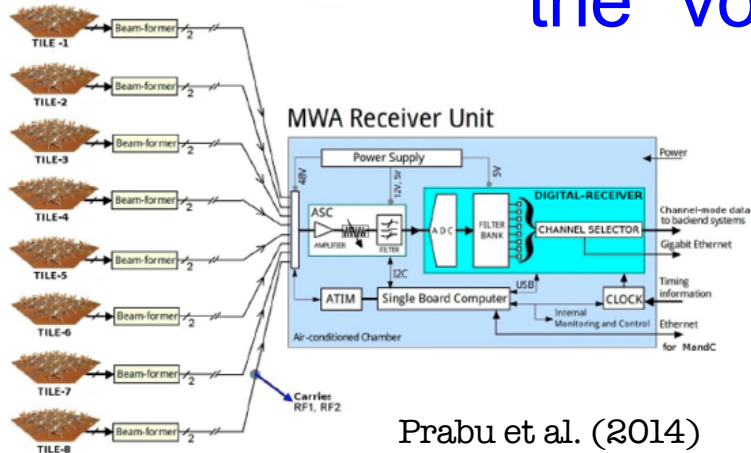 the
TILE -1
Beam-former
2
TILE-2
Beam-former
2
TILE-3
Beam-former
2
TILE-4
Beam-former
2
TILE-5
Beam-former
2
TILE-6
Beam-former
2
TILE-7
Beam-former
2
TILE-8
Beam-former
2
Carries
RF1, RF2
MWA Receiver Unit
Power Supply
48V
12V, 5V
5V
Power
ASC
AMPLIFIER
FILTER
DIGITAL-RECEIVER
ADC
FILTER
BANK
CHANNEL SELECTOR
Channel-mode data
to backend systems
Gigabit Ethernet
I2C
USB
ATIM
Single Board Computer
CLOCK
Timing
information
Internal
Monitoring and Control
Ethernet
for MandC
Air-conditioned Chamber
Prabu et al. (2014)